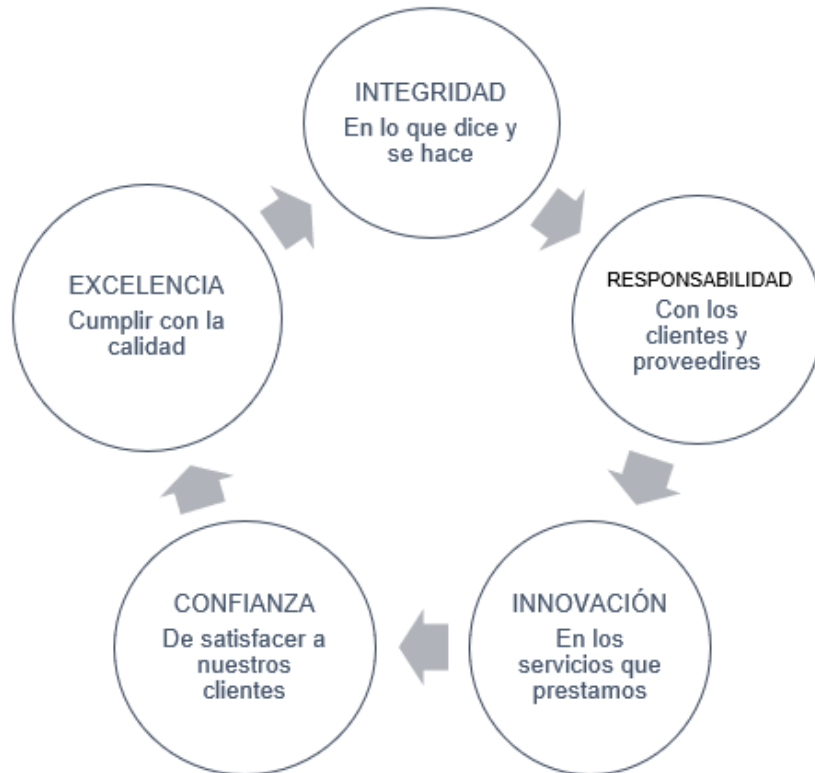 INTEGRIDAD
En lo que dice y
se hace
RESPONSABILIDAD
Con los
clientes y
proveedires
INNOVACIÓN
En los
servicios que
prestamos
CONFIANZA
De satisfacer a
nuestros
clientes
EXCELENCIA
Cumplir con la
calidad